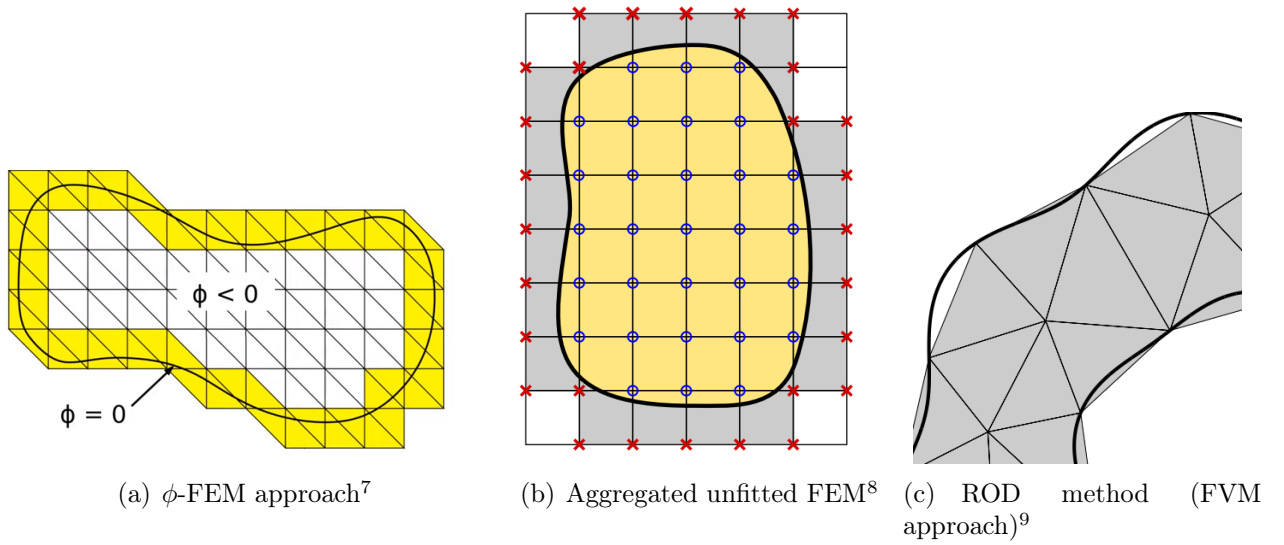 ϕ < 0
ϕ = 0
(a) ϕ-FEM approach⁷
(b) Aggregated unfitted FEM⁸
(c) ROD method (FVM
approach)⁹